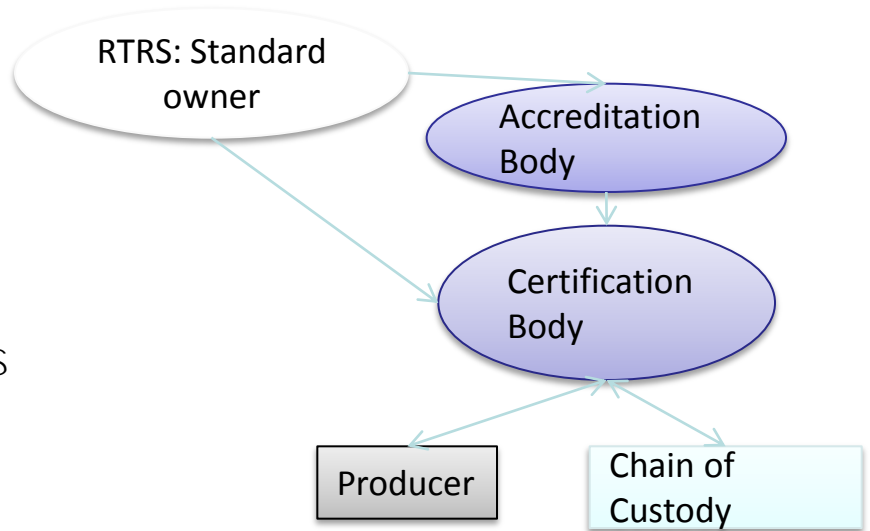 RTRS: Standard
owner
Accreditation
Body
Certification
Body
s
Producer
Chain of
Custody